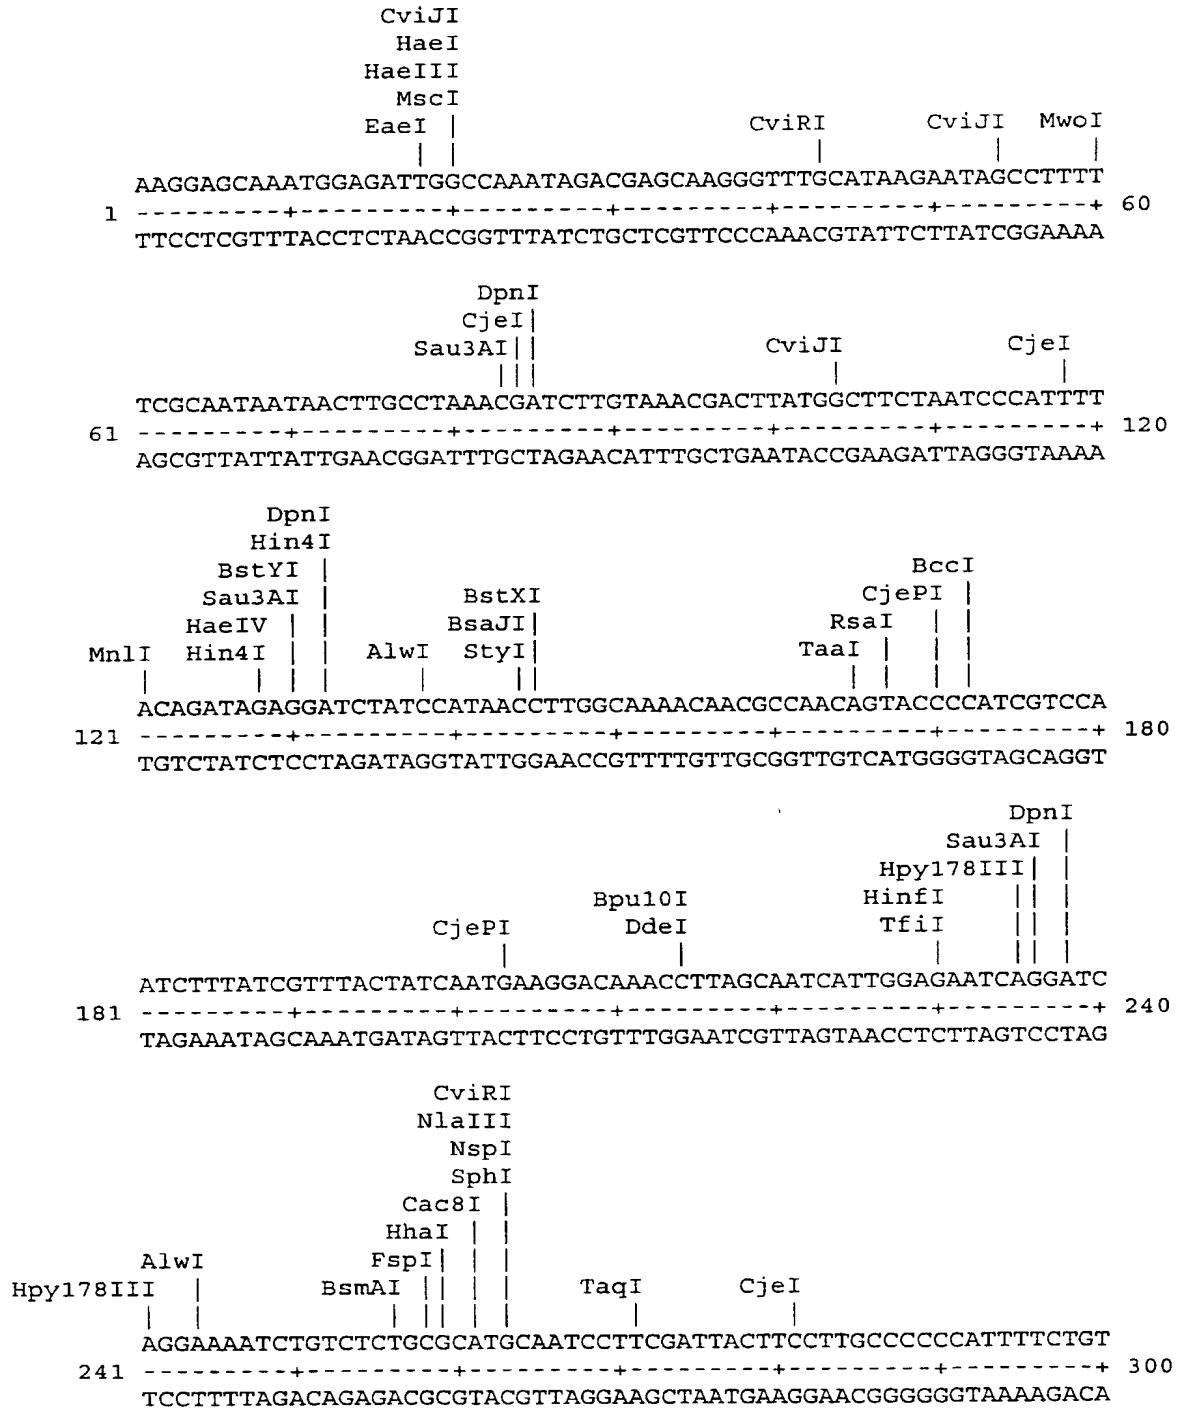 CviJI
HaeI
HaeIII
MscI
EaeI CviRI CviJI MwoI
AAGGAGCAAATGGAGATTGGCCAAATAGACGAGCAAGGGTTTGCATAAGAATAGCCTTTT
1 ---------+---------+---------+---------+---------+---------+ 60
TTCCTCGTTTACCTCTAACCGGTTTATCTGCTCGTTCCCAAACGTATTCTTATCGGAAAA
DpnI
CjeI
Sau3AI CviJI CjeI
TCGCAATAATAACTTGCCTAAACGATCTTGTAAACGACTTATGGCTTCTAATCCCATTTT
61 ---------+---------+---------+---------+---------+---------+ 120
AGCGTTATTATTGAACGGATTTGCTAGAACATTTGCTGAATACCGAAGATTAGGGTAAAA
DpnI
Hin4I
BstYI BccI
Sau3AI BstXI CjePI
HaeIV BsaJI RsaI
MnlI Hin4I AlwI StyI TaaI
ACAGATAGAGGATCTATCCATAACCTTGGCAAAACAACGCCAACAGTACCCCATCGTCCA
121 ---------+---------+---------+---------+---------+---------+ 180
TGTCTATCTCCTAGATAGGTATTGGAACCGTTTTGTTGCGGTTGTCATGGGGTAGCAGGT
DpnI
Sau3AI
Hpy178III
Bpu10I HinfI
CjePI DdeI TfiI
ATCTTTATCGTTTACTATCAATGAAGGACAAACCTTAGCAATCATTGGAGAATCAGGATC
181 ---------+---------+---------+---------+---------+---------+ 240
TAGAAATAGCAAATGATAGTTACTTCCTGTTTGGAATCGTTAGTAACCTCTTAGTCCTAG
CviRI
NlaIII
NspI
SphI
Cac8I
HhaI
AlwI FspI
Hpy178III BsmAI TaqI CjeI
AGGAAAATCTGTCTCTGCGCATGCAATCCTTCGATTACTTCCTTGCCCCCCATTTTCTGT
241 ---------+---------+---------+---------+---------+---------+ 300
TCCTTTTAGACAGAGACGCGTACGTTAGGAAGCTAATGAAGGAACGGGGGGTAAAAGACA